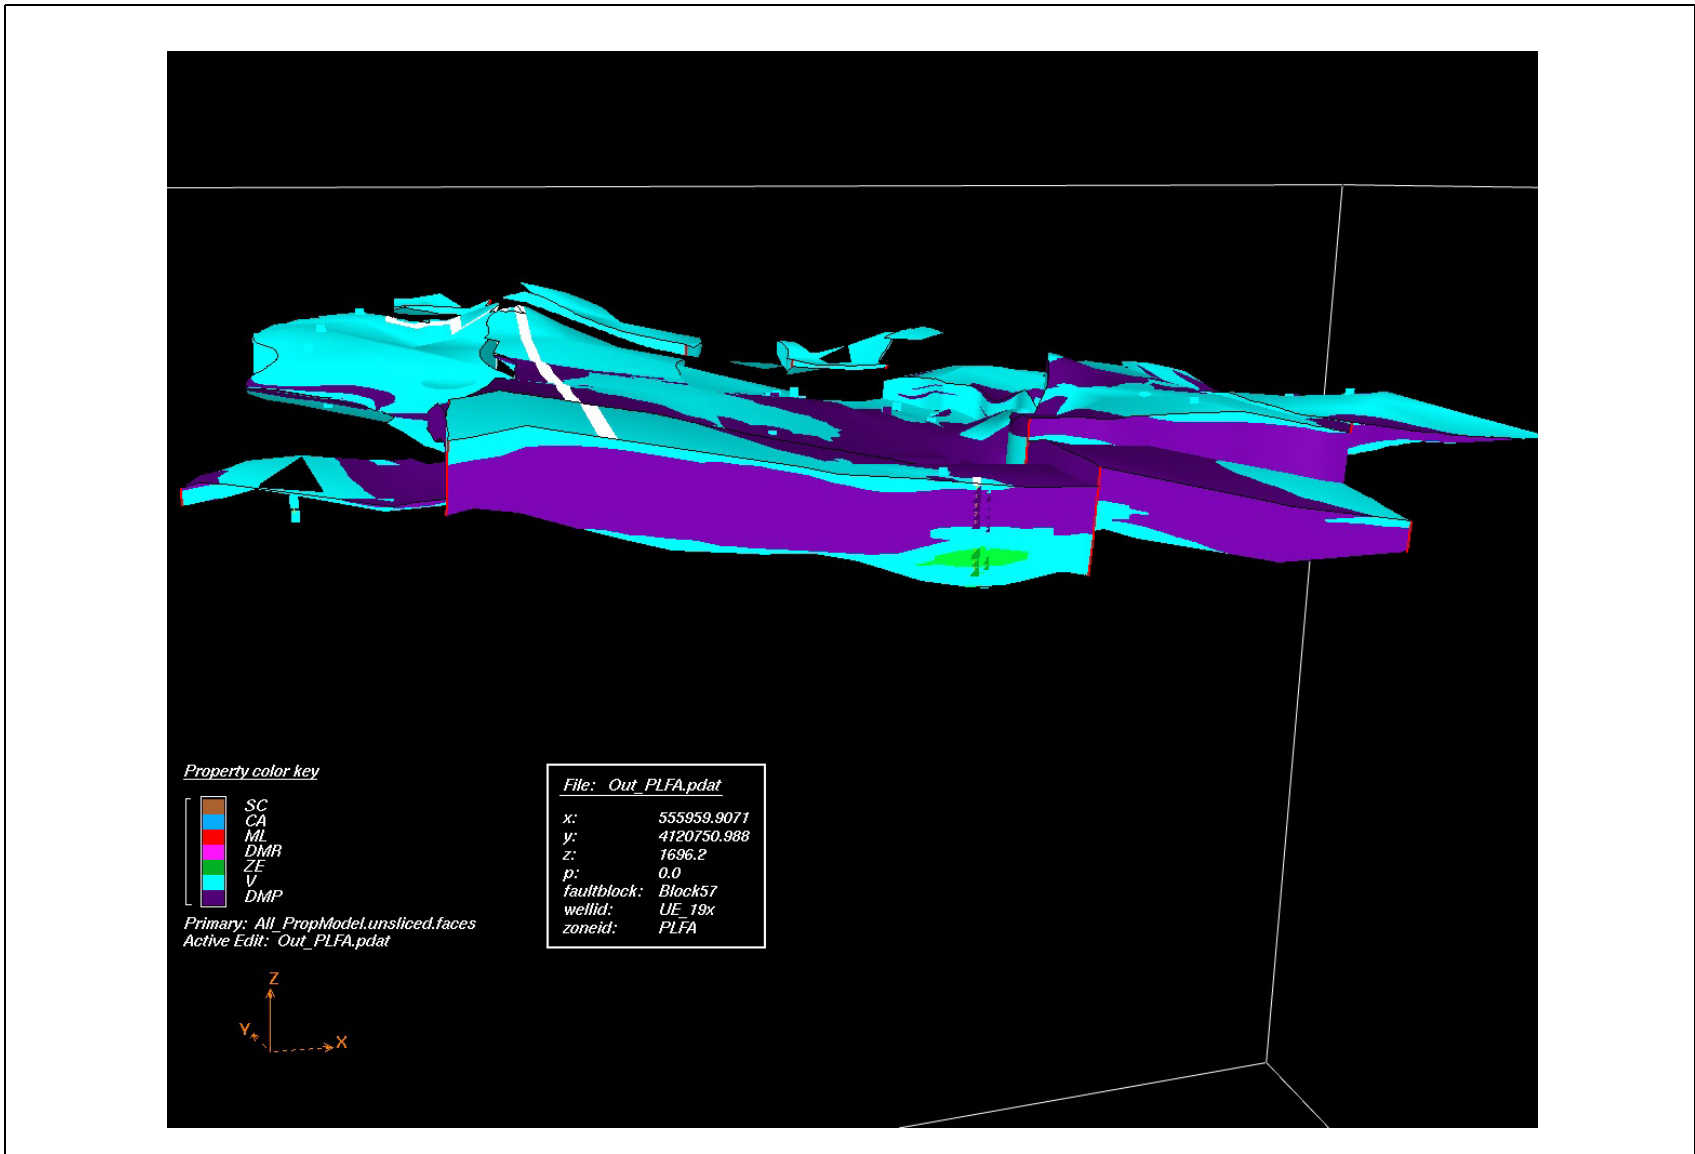 Property color key
SC
CA
ML
DMR
ZE
V
DMP
Primary: All_PropModel.unsliced.faces
Active Edit: Out_PLFA.pdat
File: Out_PLFA.pdat
x: 555959.9071
y: 4120750.988
z: 1696.2
p: 0.0
faultblock: Block57
wellid: UE_19x
zoneid: PLFA
Z
Y
X